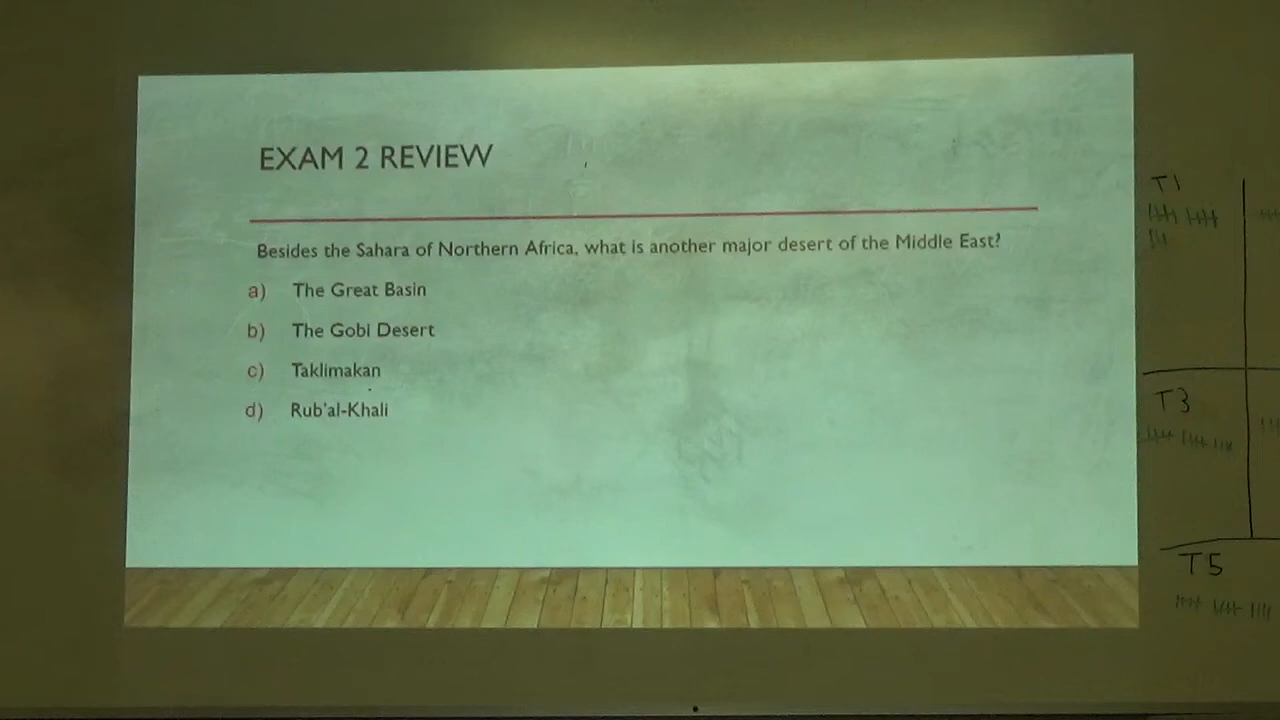 EXAM 2 REVIEW
Besides the Sahara of Northern Africa, what is another major desert of the Middle East?
a) The Great Basin
b) The Gobi Desert
c) Taklimakan
d) Rub'al-Khali
T1
T3
T5